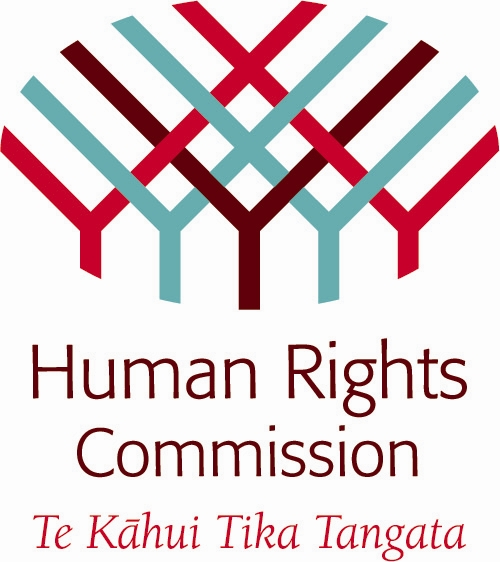 Human Rights
Commission
Te Kāhui Tika Tangata